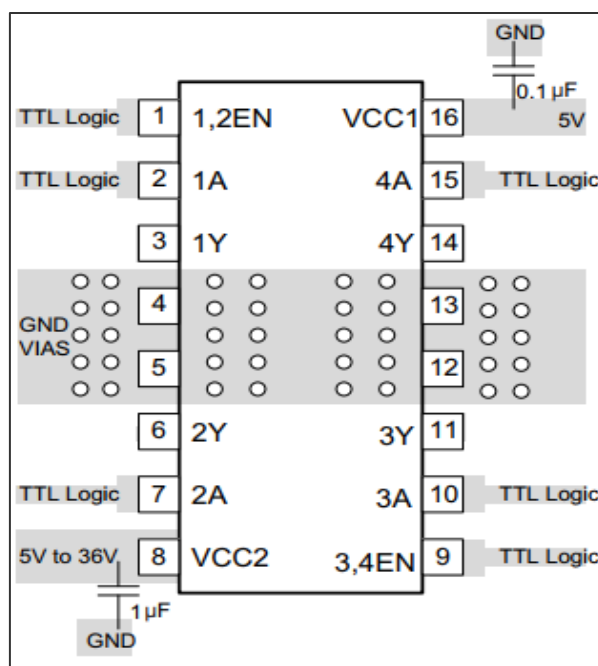 GND
0.1µF
TTL Logic 1 1,2EN VCC1 16 5V
TTL Logic 2 1A 4A 15 TTL Logic
3 1Y 4Y 14
4 13
GND
VIAS
5 12
6 2Y 3Y 11
TTL Logic 7 2A 3A 10 TTL Logic
5V to 36V 8 VCC2 3,4EN 9 TTL Logic
1µF
GND